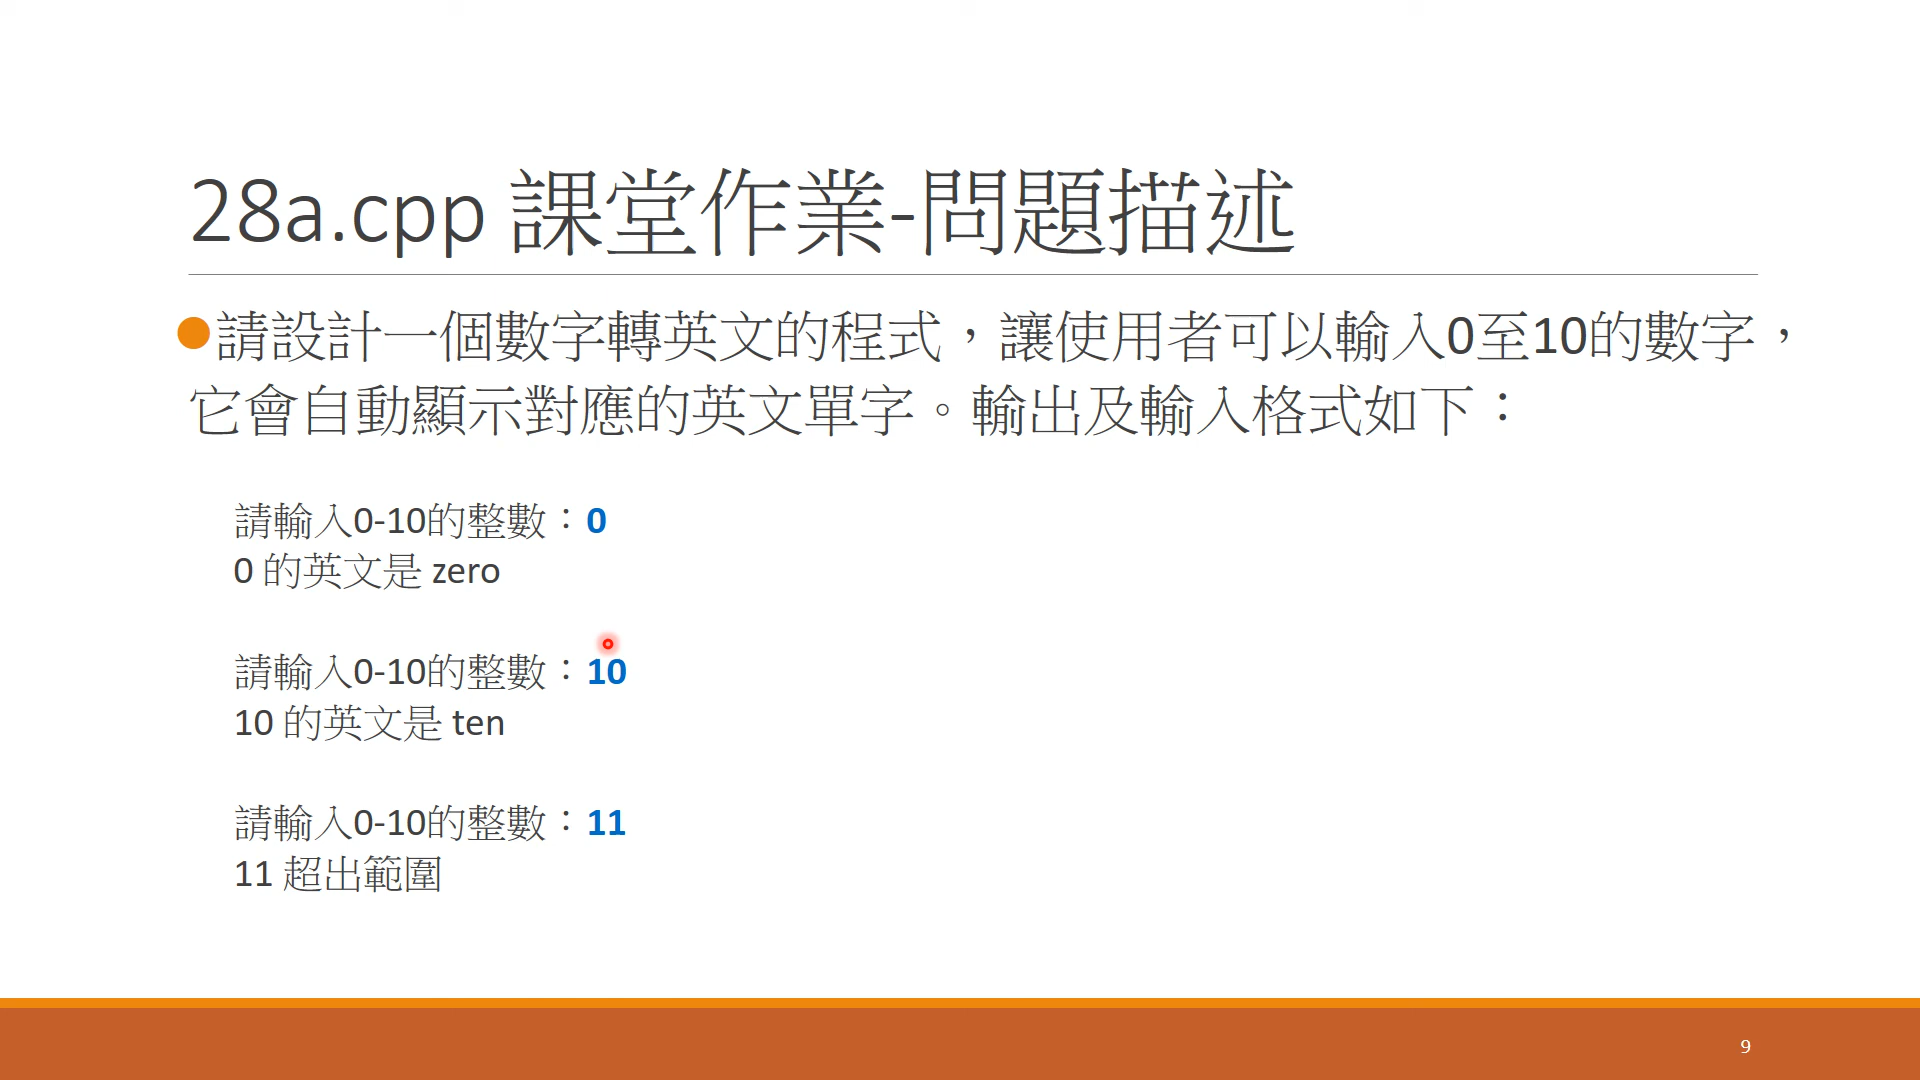 28a.cpp 課堂作業-問題描述
請設計一個數字轉英文的程式，讓使用者可以輸入0至10的數字，
它會自動顯示對應的英文單字。輸出及輸入格式如下：
請輸入0-10的整數：0
0 的英文是 zero
請輸入0-10的整數：10
10 的英文是 ten
請輸入0-10的整數：11
11 超出範圍
9